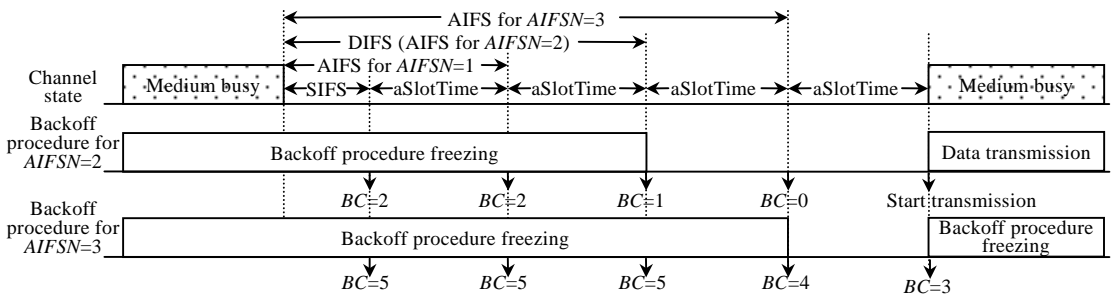 AIFS for AIFSN=3
DIFS (AIFS for AIFSN=2)
AIFS for AIFSN=1
Channel state
Medium busy
SIFS
aSlotTime
aSlotTime
aSlotTime
aSlotTime
Medium busy
Backoff procedure for AIFSN=2
Backoff procedure freezing
Data transmission
BC=2
BC=2
BC=1
BC=0
Start transmission
Backoff procedure for AIFSN=3
Backoff procedure freezing
Backoff procedure freezing
BC=5
BC=5
BC=5
BC=4
BC=3